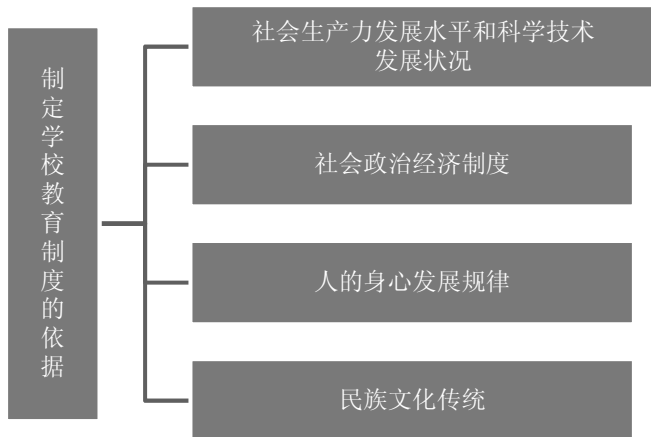 制定学校教育制度的依据
社会生产力发展水平和科学技术
发展状况
社会政治经济制度
人的身心发展规律
民族文化传统